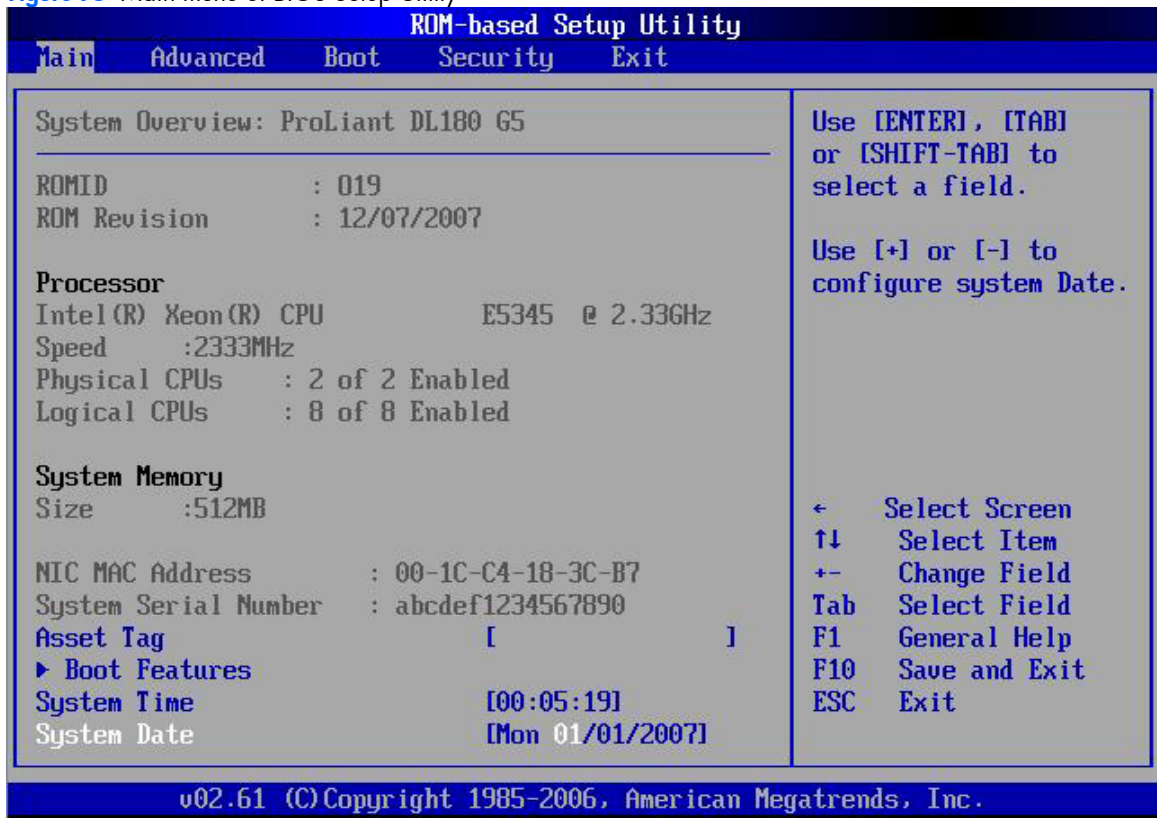 ROM-based Setup Utility
Main Advanced Boot Security Exit
System Overview: ProLiant DL180 G5
ROMID : O19
ROM Revision : 12/07/2007
Processor
Intel(R) Xeon(R) CPU E5345 @ 2.33GHz
Speed :2333MHz
Physical CPUs : 2 of 2 Enabled
Logical CPUs : 8 of 8 Enabled
System Memory
Size :512MB
NIC MAC Address : 00-1C-C4-18-3C-B7
System Serial Number : abcdef1234567890
Asset Tag [ ]
▶ Boot Features
System Time [00:05:19]
System Date [Mon 01/01/2007]
Use [ENTER], [TAB]
or [SHIFT-TAB] to
select a field.
Use [+] or [-] to
configure system Date.
← Select Screen
↑↓ Select Item
+- Change Field
Tab Select Field
F1 General Help
F10 Save and Exit
ESC Exit
v02.61 (C)Copyright 1985-2006, American Megatrends, Inc.